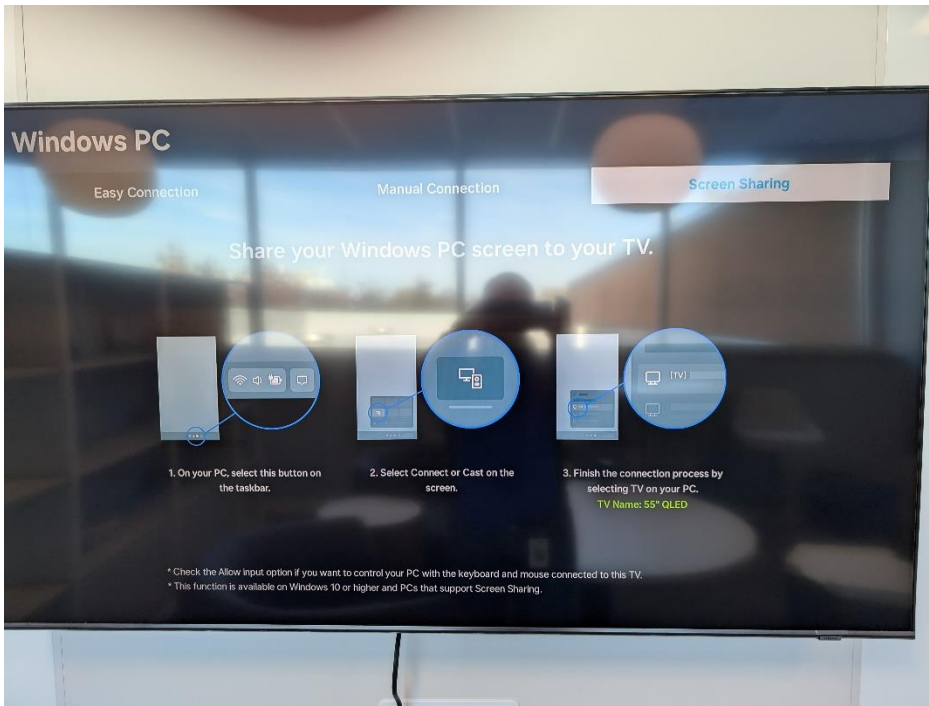 Windows PC
Easy Connection
Manual Connection
Screen Sharing
Share your Windows PC screen to your TV.
[TV]
1. On your PC, select this button on
the taskbar.
2. Select Connect or Cast on the
screen.
3. Finish the connection process by
selecting TV on your PC.
TV Name: 55" QLED
* Check the Allow input option if you want to control your PC with the keyboard and mouse connected to this TV.
* This function is available on Windows 10 or higher and PCs that support Screen Sharing.